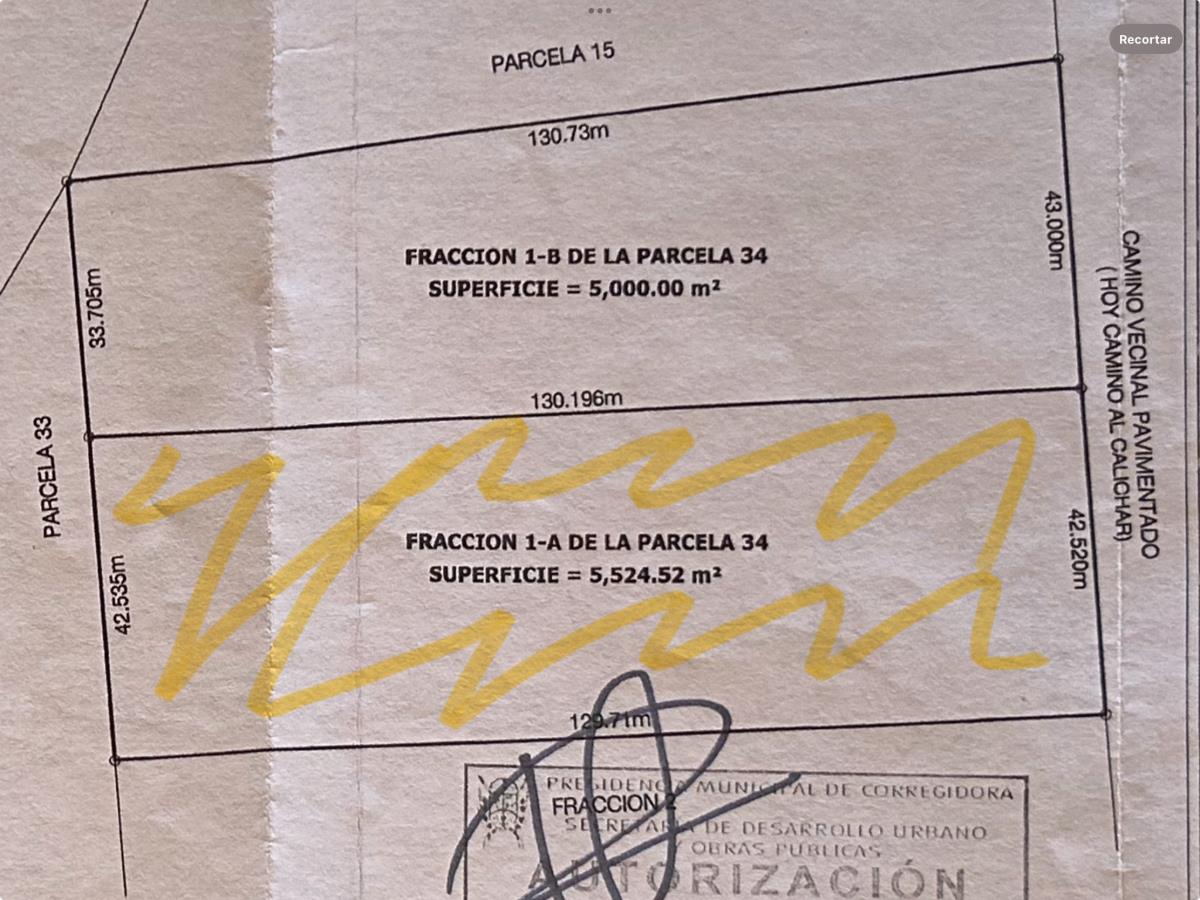 Recortar
PARCELA 15
130.73m
43.000m
CAMINO VECINAL PAVIMENTADO
( HOY CAMINO AL CALICHAR)
FRACCION 1-B DE LA PARCELA 34
SUPERFICIE = 5,000.00 m²
33.705m
130.196m
PARCELA 33
FRACCION 1-A DE LA PARCELA 34
SUPERFICIE = 5,524.52 m²
42.520m
42.535m
129.71m
PRESIDENCIA MUNICIPAL DE CORREGIDORA
FRACCION 2
SECRETARIA DE DESARROLLO URBANO
Y OBRAS PUBLICAS
AUTORIZACIÓN